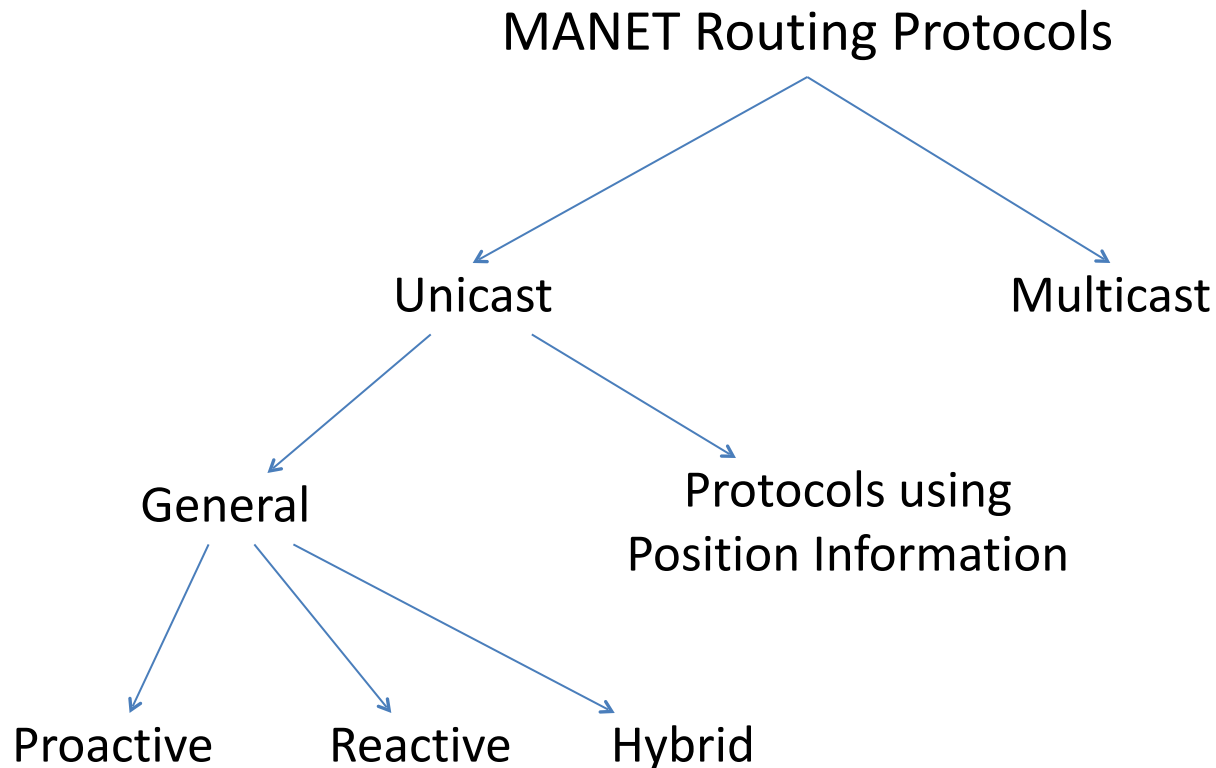 MANET Routing Protocols
Unicast
Multicast
General
Protocols using
Position Information
Proactive
Reactive
Hybrid